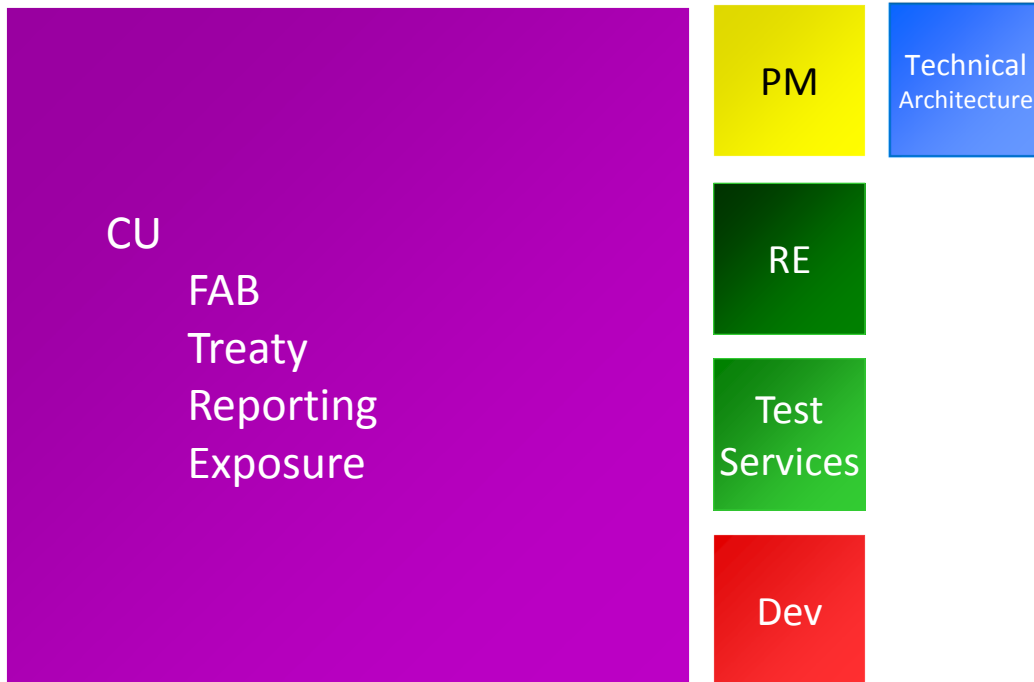 CU
FAB
Treaty
Reporting
Exposure
PM
Technical
Architecture
RE
Test
Services
Dev